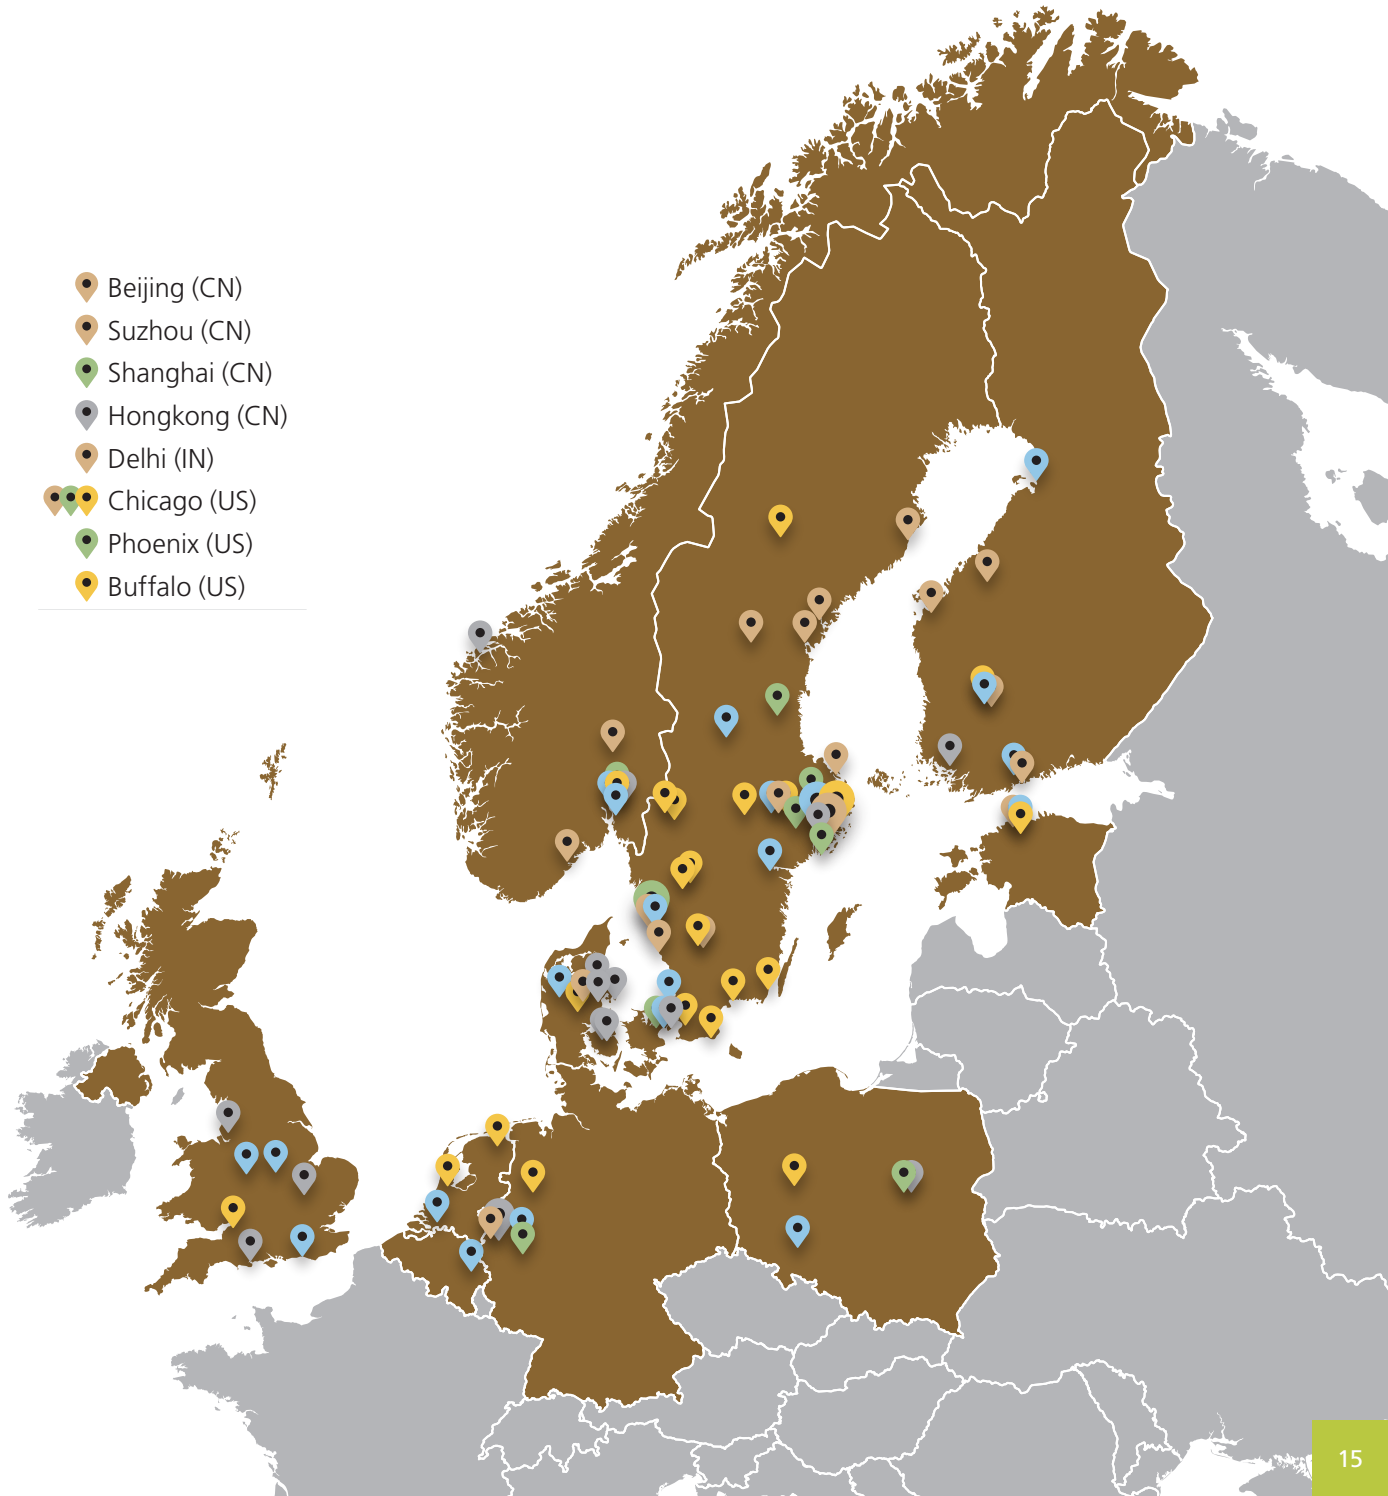 Beijing (CN)
Suzhou (CN)
Shanghai (CN)
Hongkong (CN)
Delhi (IN)
Chicago (US)
Phoenix (US)
Buffalo (US)
15